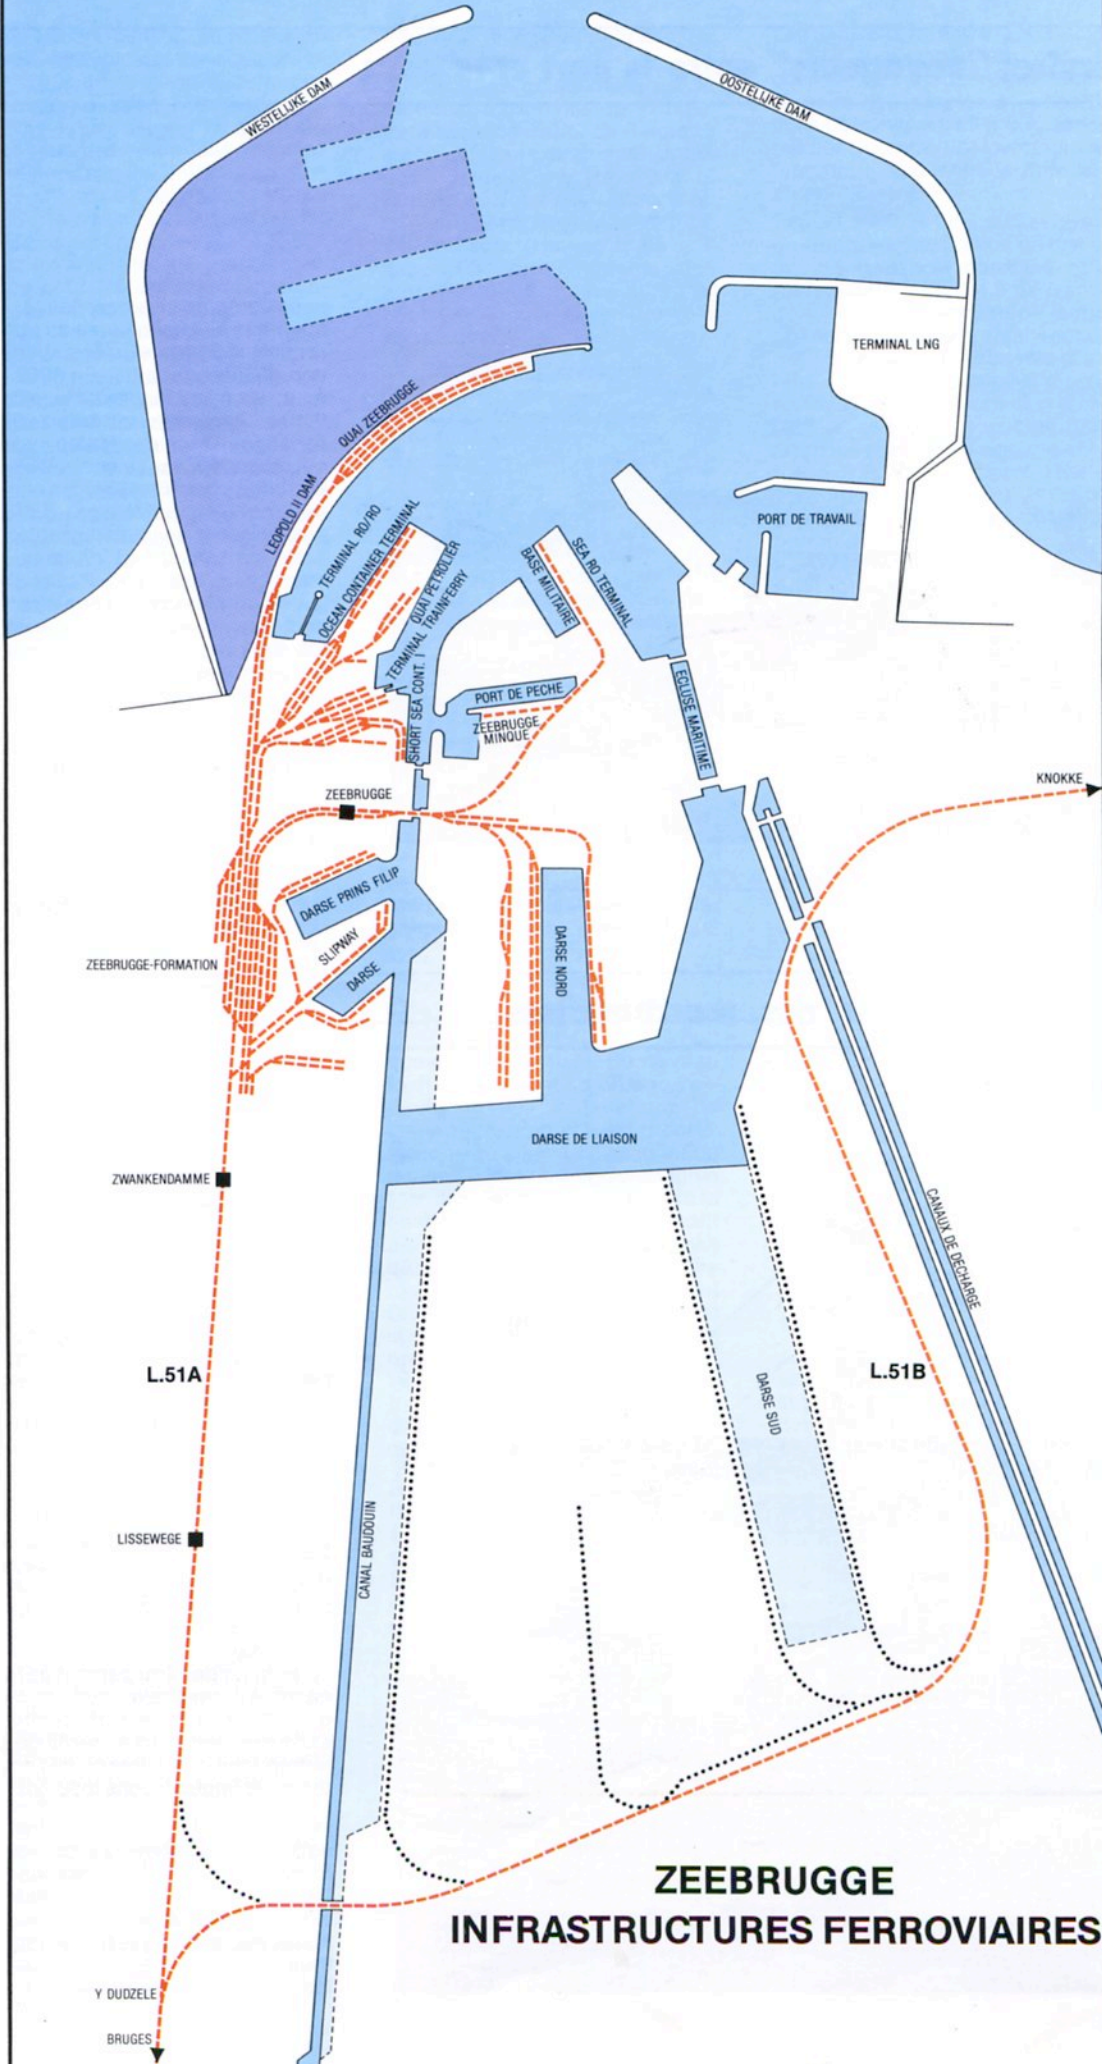 WESTELIJKE DAM
OOSTELIJKE DAM
TERMINAL LNG
QUAI ZEEBRUGGE
LEOPOLD II DAM
TERMINAL RO/RO
OCEAN CONTAINER TERMINAL
QUAI PETROLIER
TERMINAL TRAINFERRY
SHORT SEA CONT. I
BASE MILITAIRE
SEA RO TERMINAL
PORT DE TRAVAIL
PORT DE PECHE
ZEEBRUGGE
MINQUE
ECLUSE MARITIME
KNOKKE
ZEEBRUGGE
DARSE PRINS FILIP
SLIPWAY
DARSE
DARSE NORD
ZEEBRUGGE-FORMATION
DARSE DE LIAISON
ZWANKENDAMME
CANAUX DE DECHARGE
L.51A
L.51B
DARSE SUD
LISSEWEGE
CANAL BAUDOUIN
ZEEBRUGGE
INFRASTRUCTURES FERROVIAIRES
Y DUDZELE
BRUGES